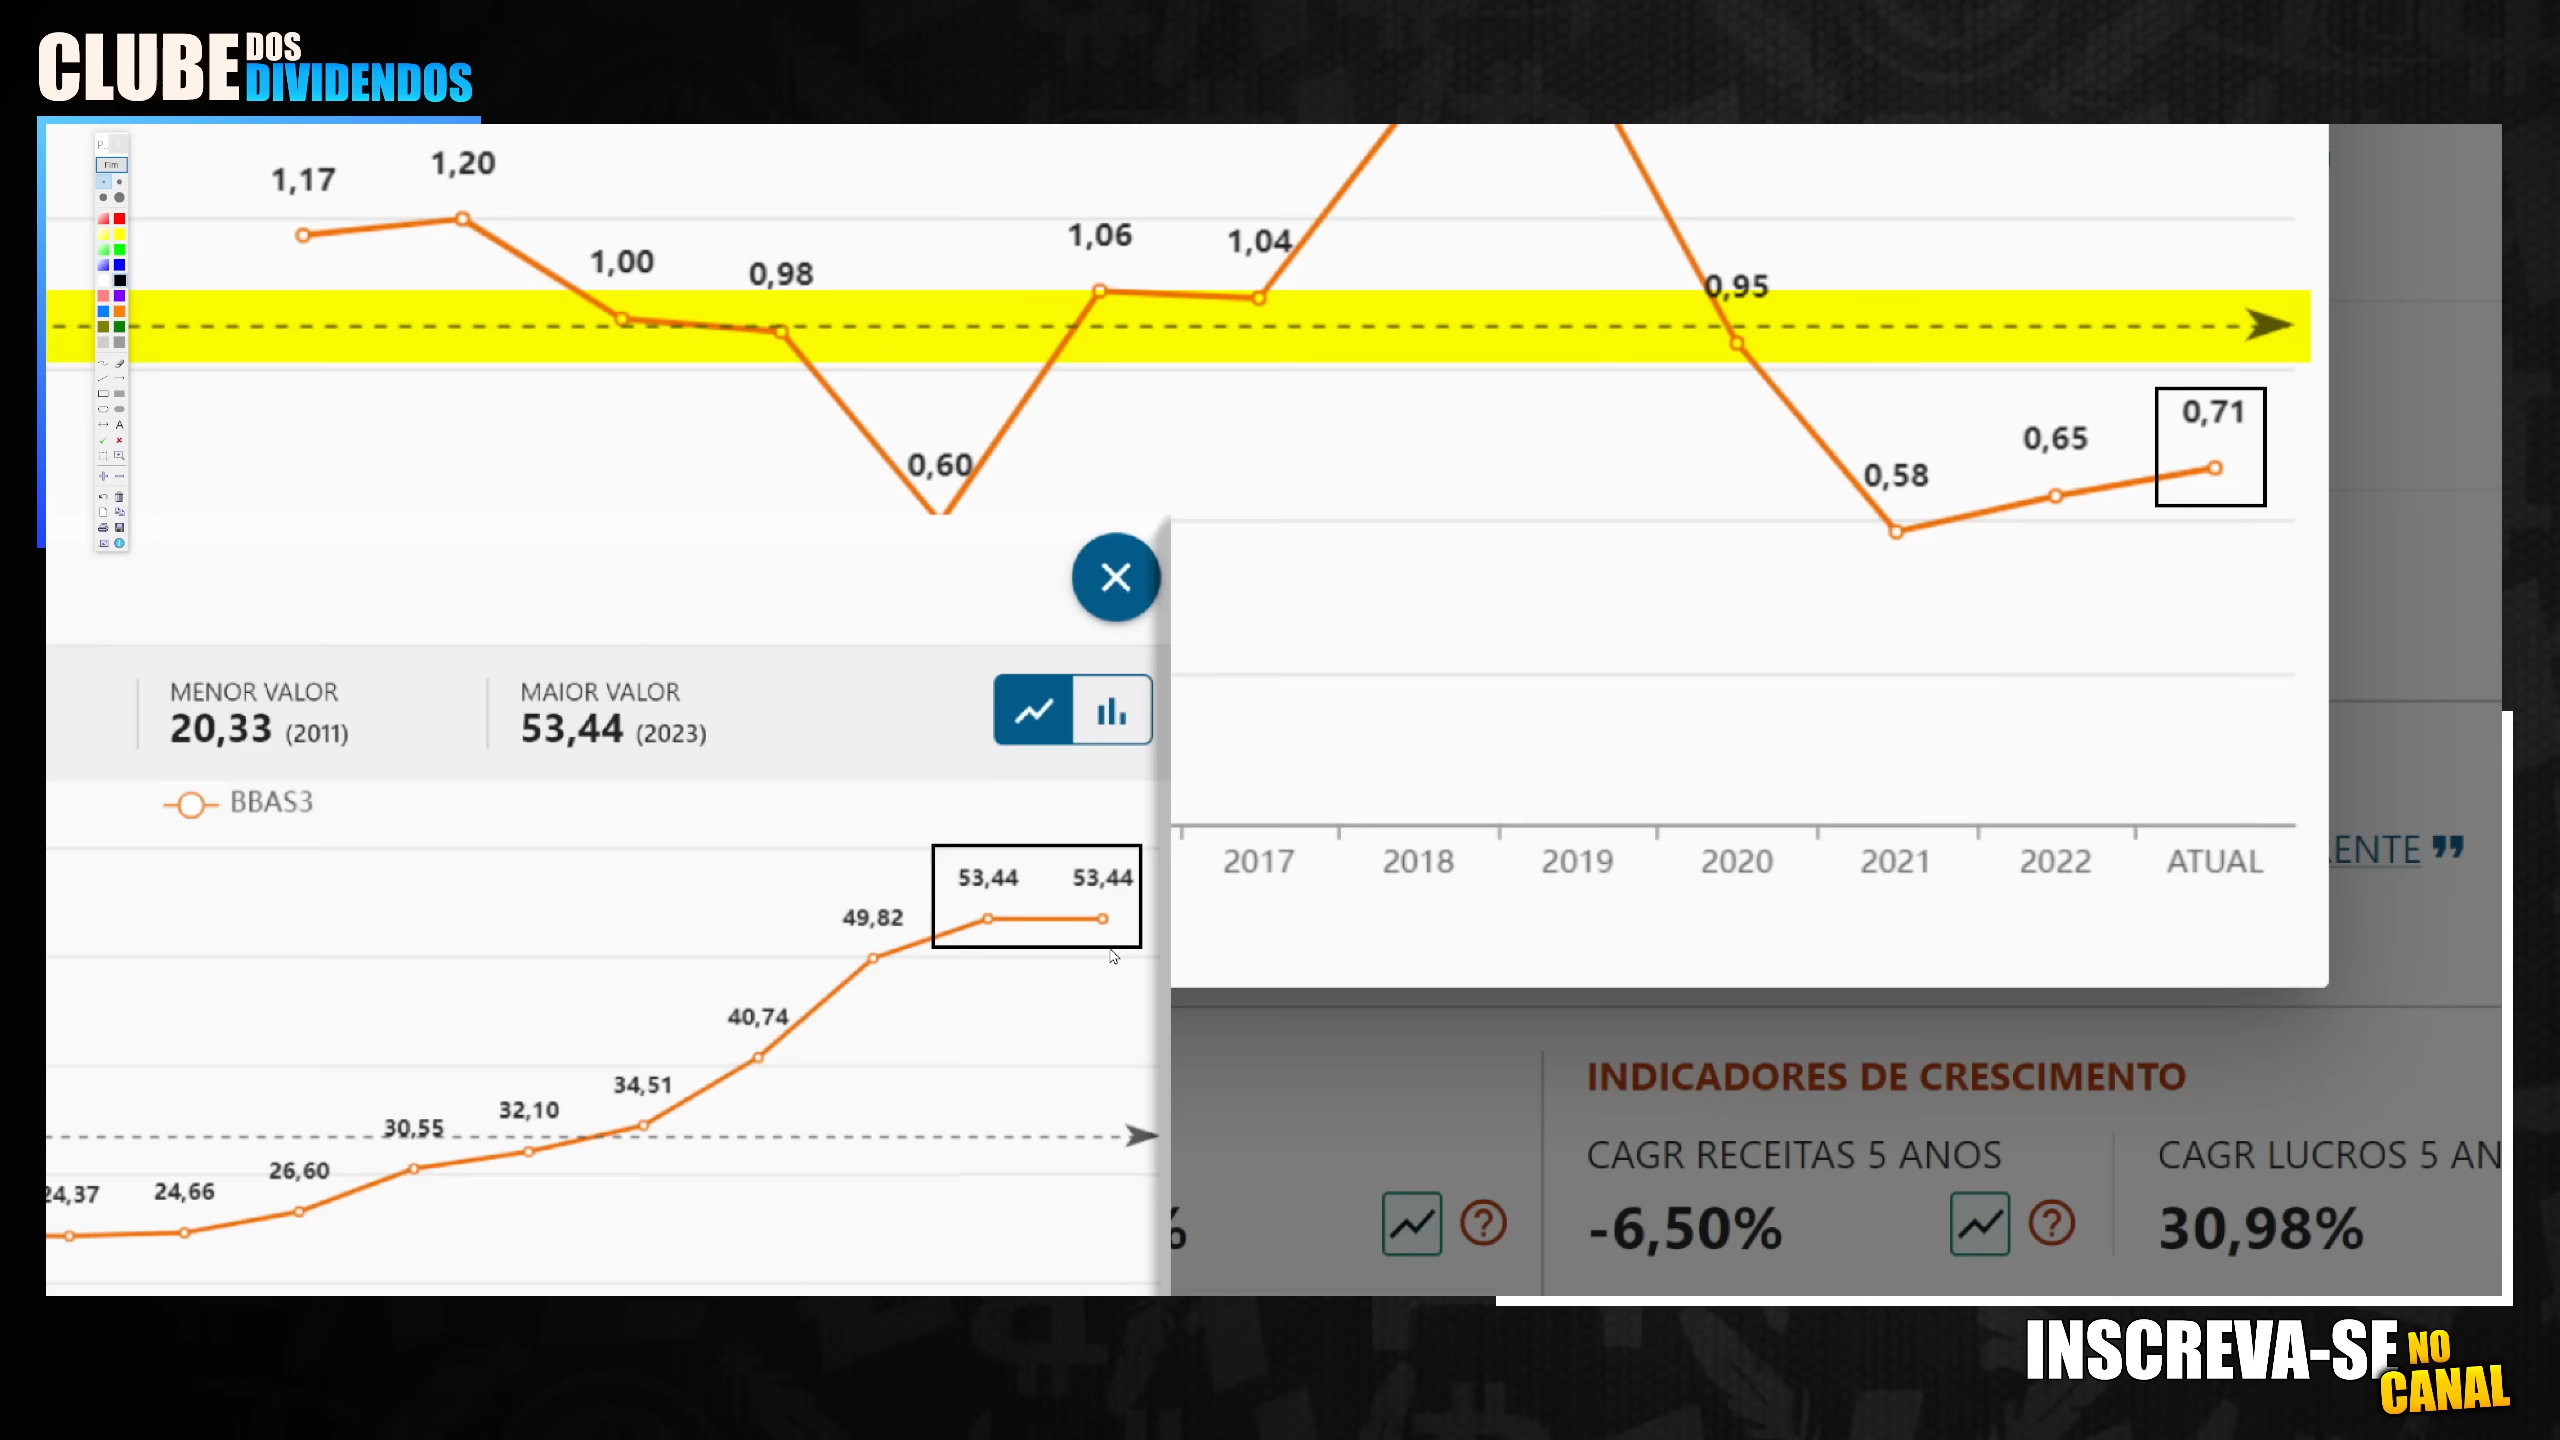 CLUBE DOS DIVIDENDOS
P..
Fim
A
1,17
1,20
1,00
0,98
0,60
1,06
1,04
0,95
0,58
0,65
0,71
2017
2018
2019
2020
2021
2022
ATUAL
MENOR VALOR
20,33 (2011)
MAIOR VALOR
53,44 (2023)
BBAS3
24,37
24,66
26,60
30,55
32,10
34,51
40,74
49,82
53,44
53,44
ENTE
%
INDICADORES DE CRESCIMENTO
CAGR RECEITAS 5 ANOS
-6,50%
CAGR LUCROS 5 AN
30,98%
INSCREVA-SE NO CANAL